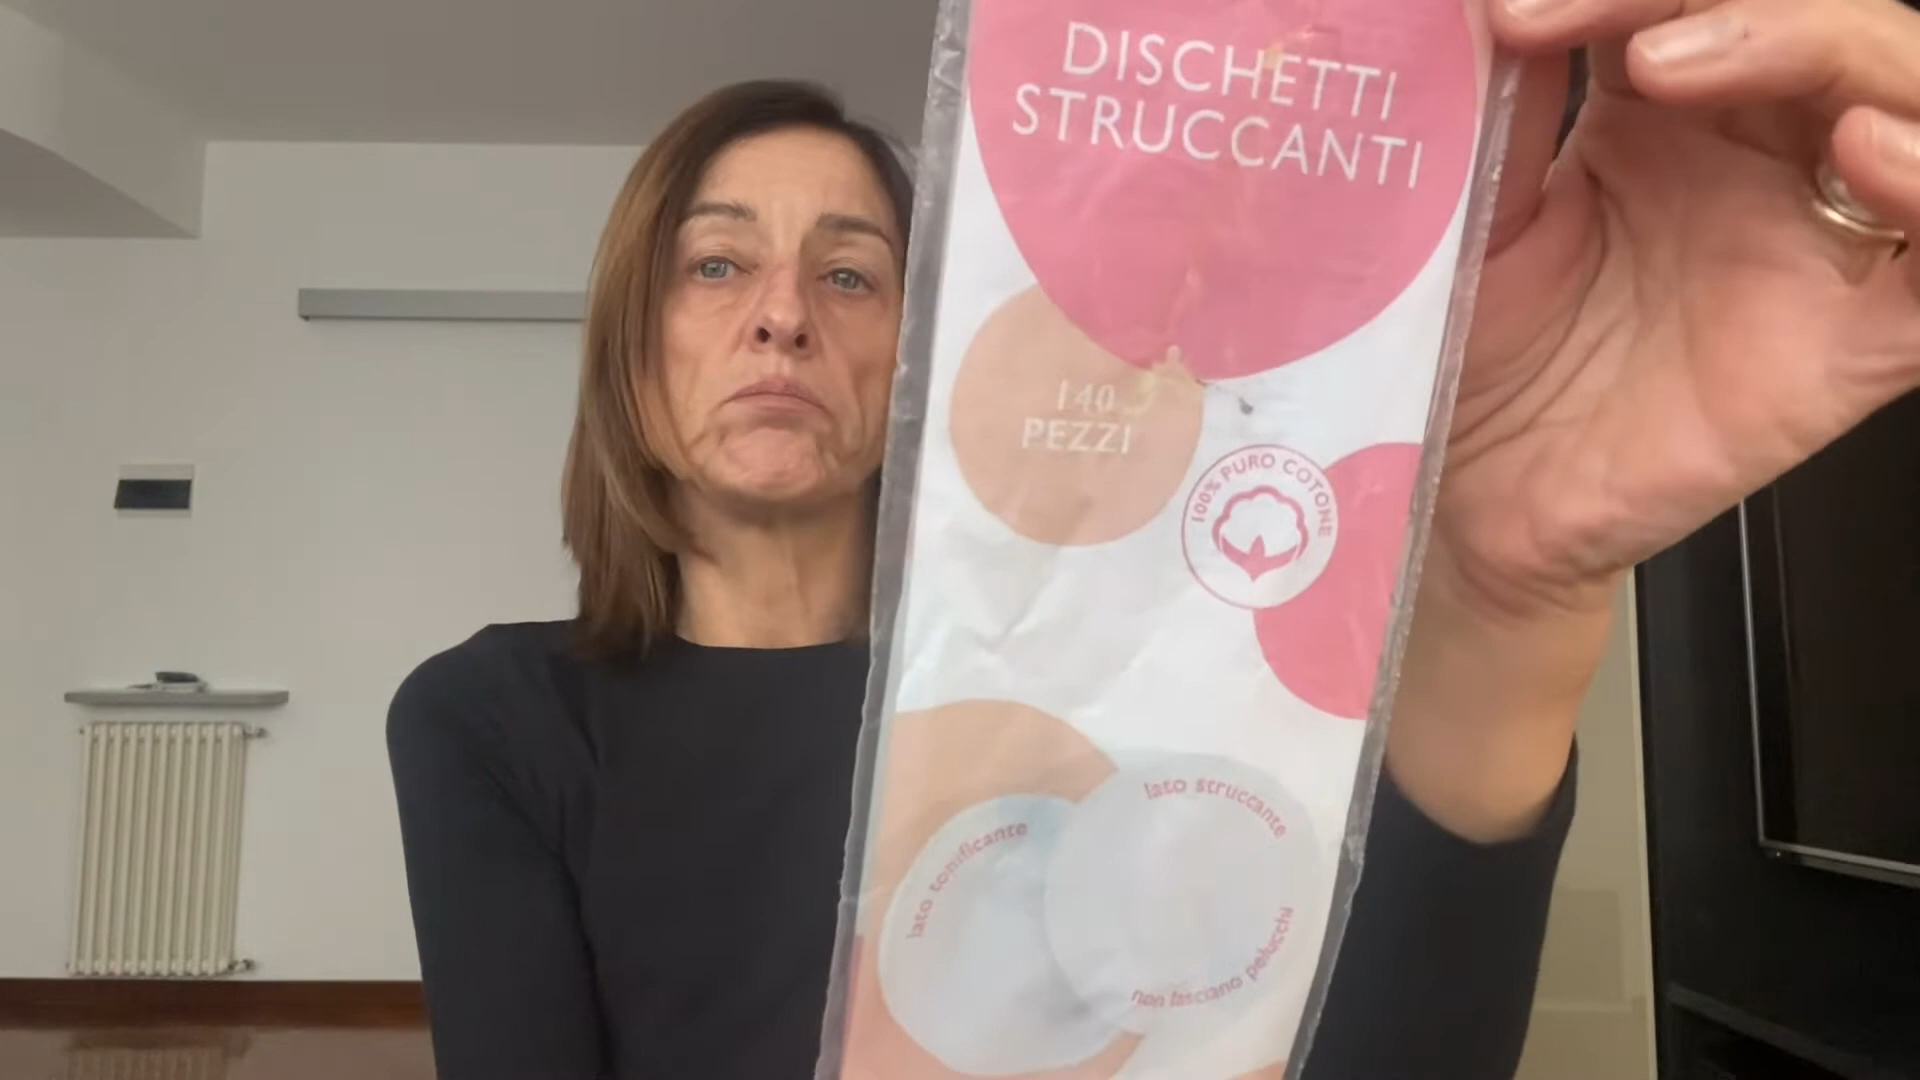 DISCHETTI
STRUCCANTI
140
PEZZI
100% PURO COTONE
lato struccante
lato tonificante
non lasciano pelucchi